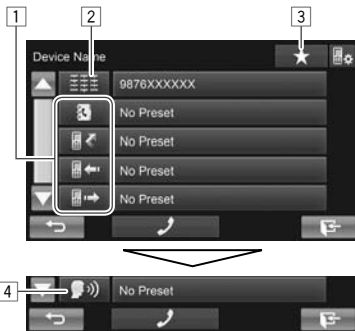 1 2 3
Device Name
9876XXXXXX
No Preset
No Preset
No Preset
No Preset
4
No Preset